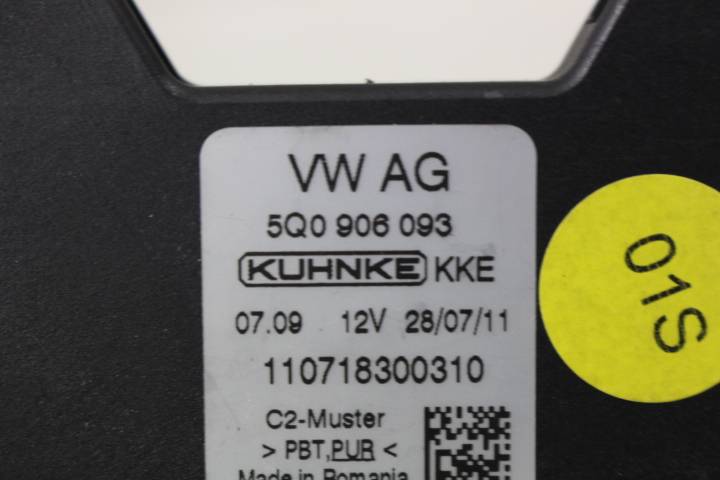 VW AG
5Q0 906 093
KUHNKE KKE
07.09 12V 28/07/11
110718300310
C2-Muster
> PBT,PUR <
Made in Romania
01S